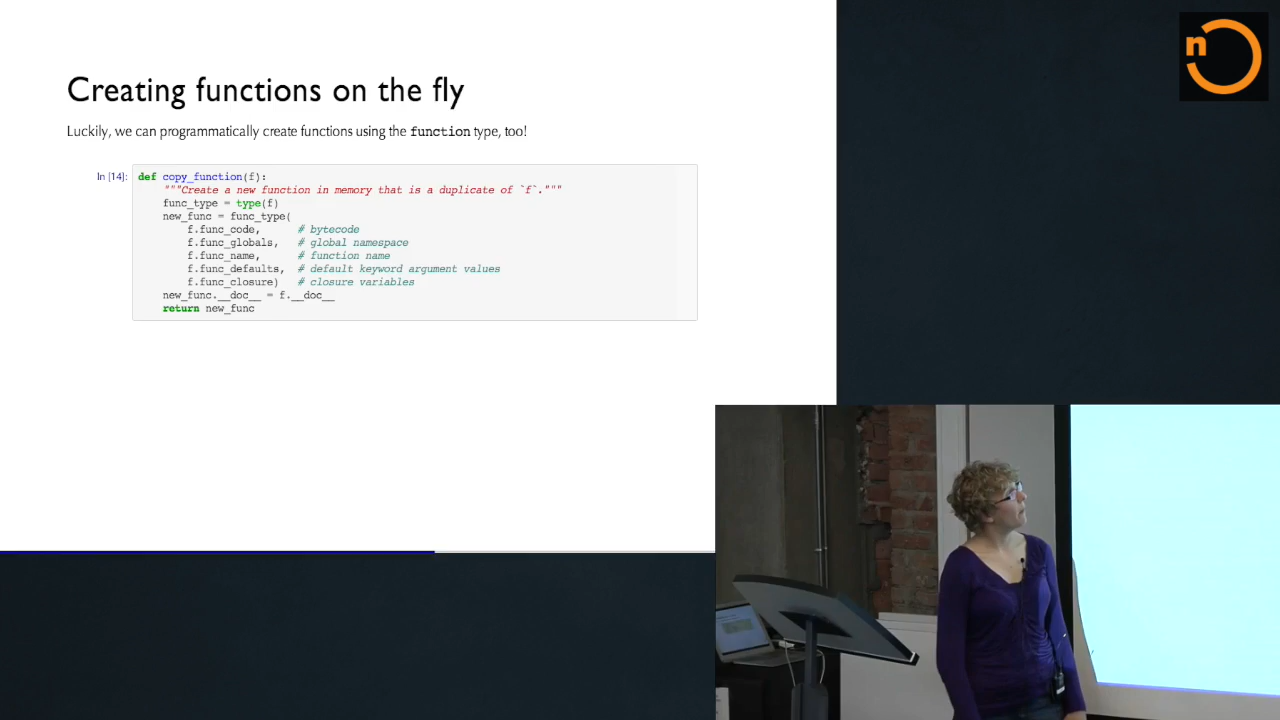 n
Creating functions on the fly
Luckily, we can programmatically create functions using the function type, too!
In [14]:
def copy_function(f):
"""Create a new function in memory that is a duplicate of `f`."""
func_type = type(f)
new_func = func_type(
f.func_code, # bytecode
f.func_globals, # global namespace
f.func_name, # function name
f.func_defaults, # default keyword argument values
f.func_closure) # closure variables
new_func.__doc__ = f.__doc__
return new_func